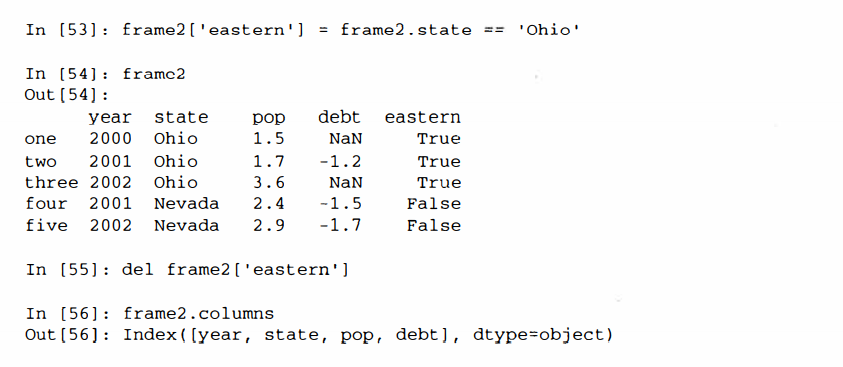 In [53]: frame2['eastern'] = frame2.state == 'Ohio'
In [54]: frame2
Out[54]:
year state pop debt eastern
one 2000 Ohio 1.5 NaN True
two 2001 Ohio 1.7 -1.2 True
three 2002 Ohio 3.6 NaN True
four 2001 Nevada 2.4 -1.5 False
five 2002 Nevada 2.9 -1.7 False
In [55]: del frame2['eastern']
In [56]: frame2.columns
Out[56]: Index([year, state, pop, debt], dtype=object)